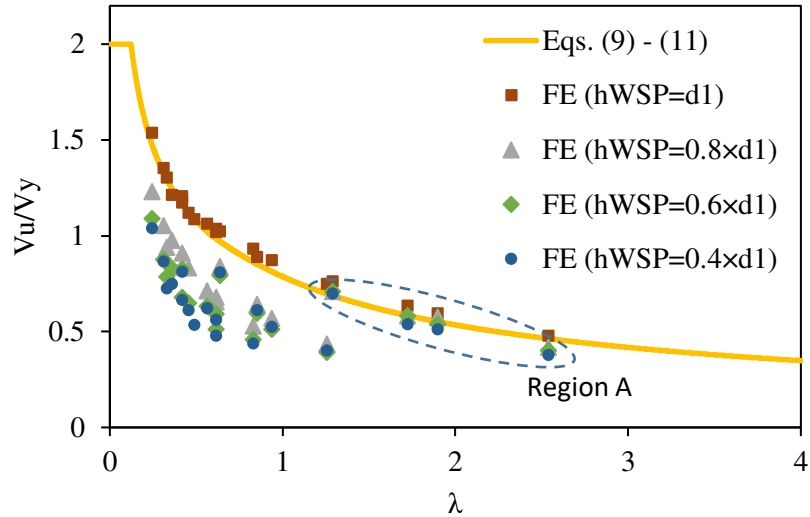 2
1.5
1
0.5
0
0
1
2
3
4
Vu/Vy
λ
Eqs. (9) - (11)
FE (hWSP=d1)
FE (hWSP=0.8×d1)
FE (hWSP=0.6×d1)
FE (hWSP=0.4×d1)
Region A